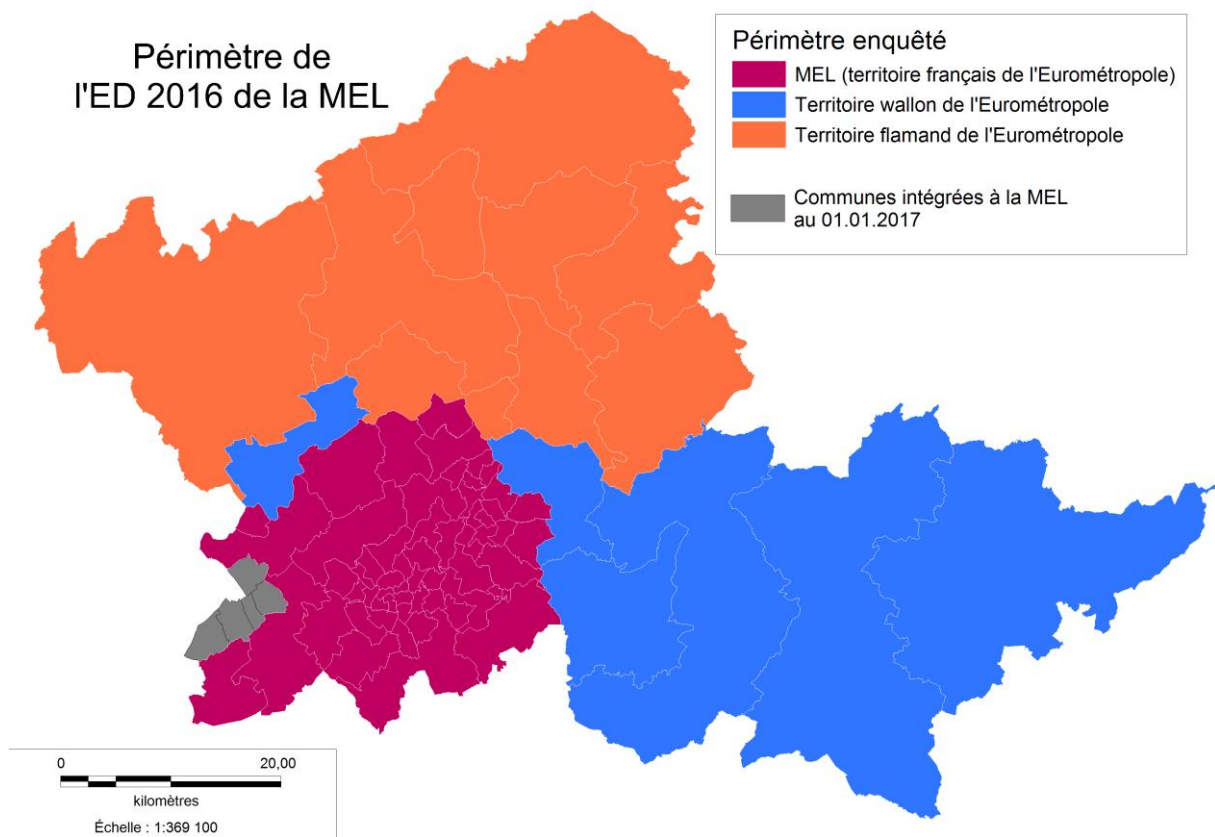 Périmètre de
l'ED 2016 de la MEL
Périmètre enquêté
MEL (territoire français de l'Eurométropole)
Territoire wallon de l'Eurométropole
Territoire flamand de l'Eurométropole
Communes intégrées à la MEL
au 01.01.2017
0 20,00
kilomètres
Échelle : 1:369 100